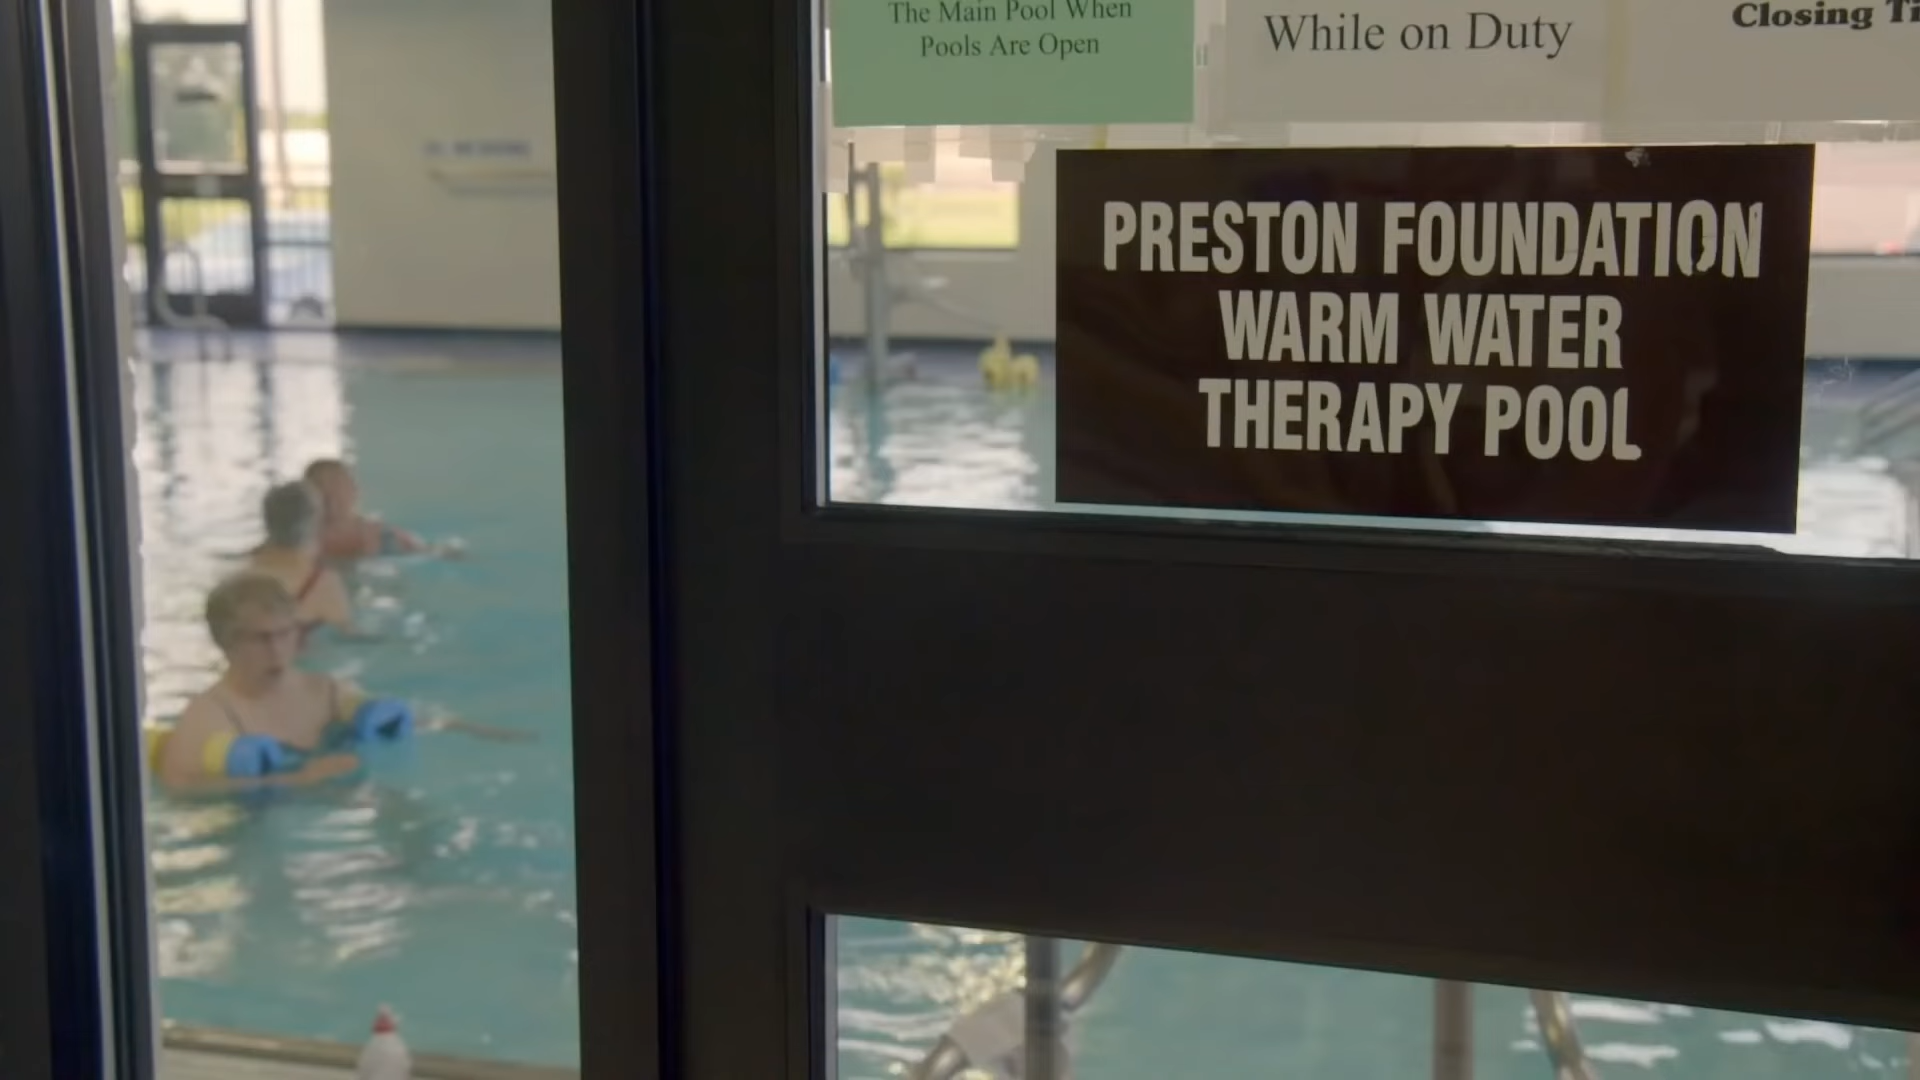 The Main Pool When
Pools Are Open
While on Duty
Closing
PRESTON FOUNDATION
WARM WATER
THERAPY POOL